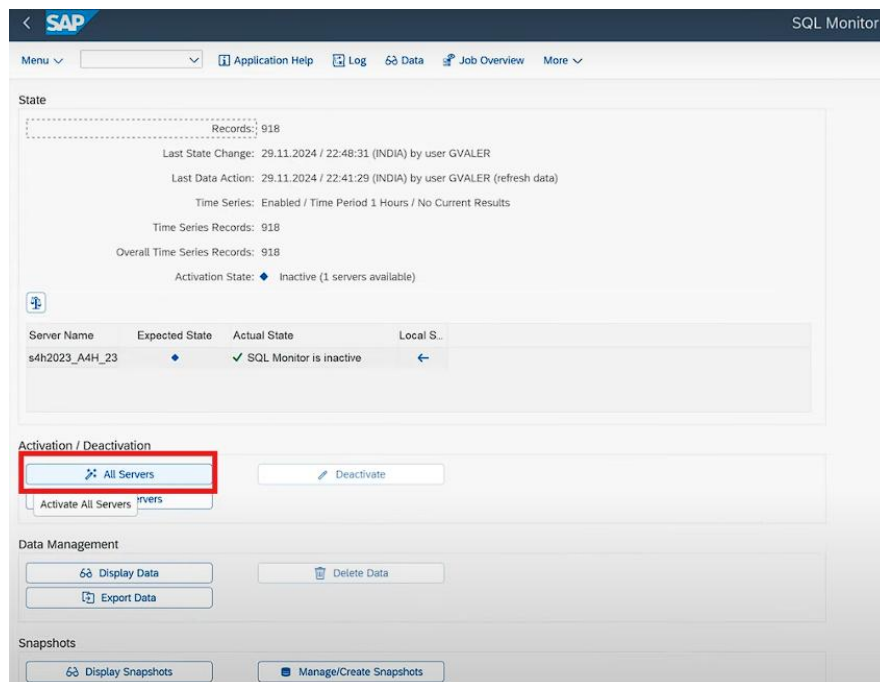 SAP
SQL Monitor
Menu Application Help Log Data Job Overview More
State
Records: 918
Last State Change: 29.11.2024 / 22:48:31 (INDIA) by user GVALER
Last Data Action: 29.11.2024 / 22:41:29 (INDIA) by user GVALER (refresh data)
Time Series: Enabled / Time Period 1 Hours / No Current Results
Time Series Records: 918
Overall Time Series Records: 918
Activation State: Inactive (1 servers available)
Server Name Expected State Actual State Local S..
s4h2023_A4H_23 SQL Monitor is inactive
Activation / Deactivation
All Servers Deactivate
Activate All Servers
Data Management
Display Data Delete Data
Export Data
Snapshots
Display Snapshots Manage/Create Snapshots